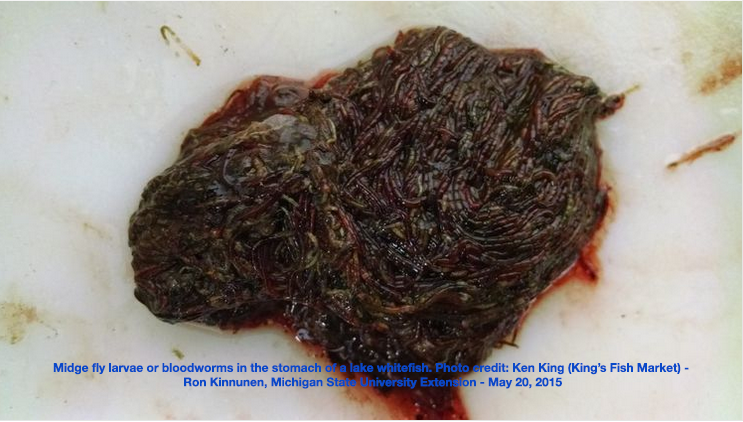 Midge fly larvae or bloodworms in the stomach of a lake whitefish. Photo credit: Ken King (King's Fish Market) -
Ron Kinnunen, Michigan State University Extension - May 20, 2015